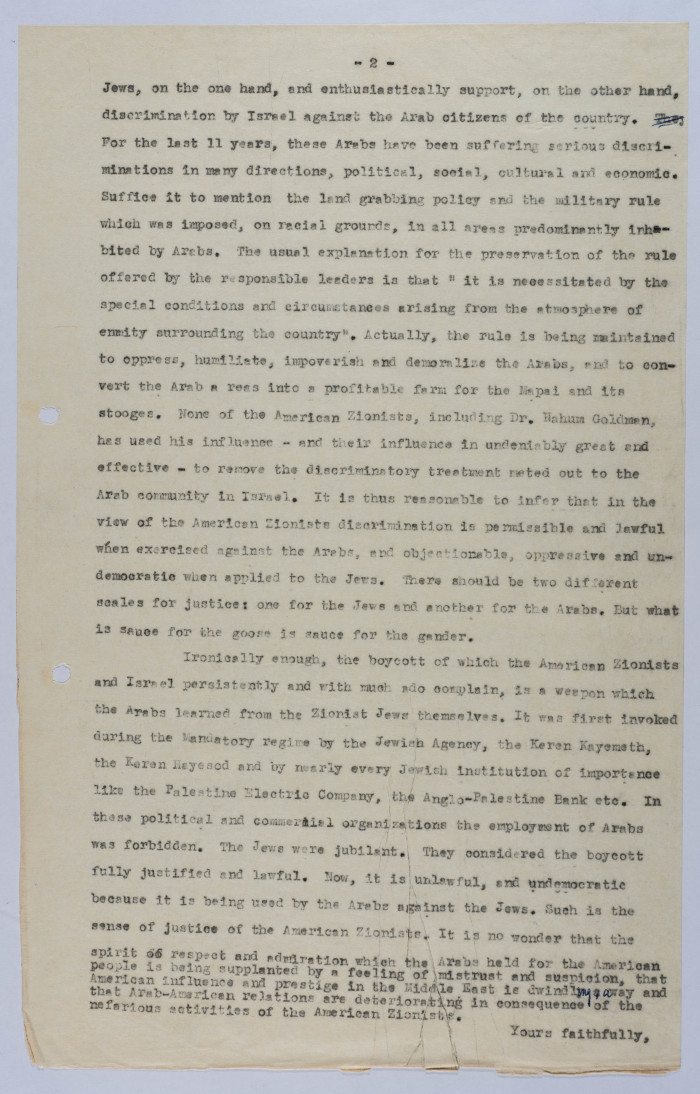 - 2 -
Jews, on the one hand, and enthusiastically support, on the other hand,
discrimination by Israel against the Arab citizens of the country.
For the last 11 years, these Arabs have been suffering serious discri-
minations in many directions, political, social, cultural and economic.
Suffice it to mention the land grabbing policy and the military rule
which was imposed, on racial grounds, in all areas predominantly inha-
bited by Arabs. The usual explanation for the preservation of the rule
offered by the responsible leaders is that " it is necessitated by the
special conditions and circumstances arising from the atmosphere of
enmity surrounding the country". Actually, the rule is being maintained
to oppress, humiliate, impoverish and demoralize the Arabs, and to con-
vert the Arab a reas into a profitable farm for the Mapai and its
stooges. None of the American Zionists, including Dr. Nahum Goldman,
has used his influence - and their influence in undeniably great and
effective - to remove the discriminatory treatment meted out to the
Arab community in Israel. It is thus reasonable to infer that in the
view of the American Zionists discrimination is permissible and lawful
when exercised against the Arabs, and objectionable, oppressive and un-
democratic when applied to the Jews. There should be two different
scales for justice: one for the Jews and another for the Arabs. But what
is sauce for the goose is sauce for the gander.
Ironically enough, the boycott of which the American Zionists
and Israel persistently and with much ado complain, is a weapon which
the Arabs learned from the Zionist Jews themselves. It was first invoked
during the Mandatory regime by the Jewish Agency, the Keren Kayemeth,
the Keren Hayesod and by nearly every Jewish institution of importance
like the Palestine Electric Company, the Anglo-Palestine Bank etc. In
these political and commercial organizations the employment of Arabs
was forbidden. The Jews were jubilant. They considered the boycott
fully justified and lawful. Now, it is unlawful, and undemocratic
because it is being used by the Arabs against the Jews. Such is the
sense of justice of the American Zionists. It is no wonder that the
spirit of respect and admiration which the Arabs held for the American
people is being supplanted by a feeling of mistrust and suspicion, that
American influence and prestige in the Middle East is dwindling away and
that Arab-American relations are deteriorating in consequence of the
nefarious activities of the American Zionists.
Yours faithfully,